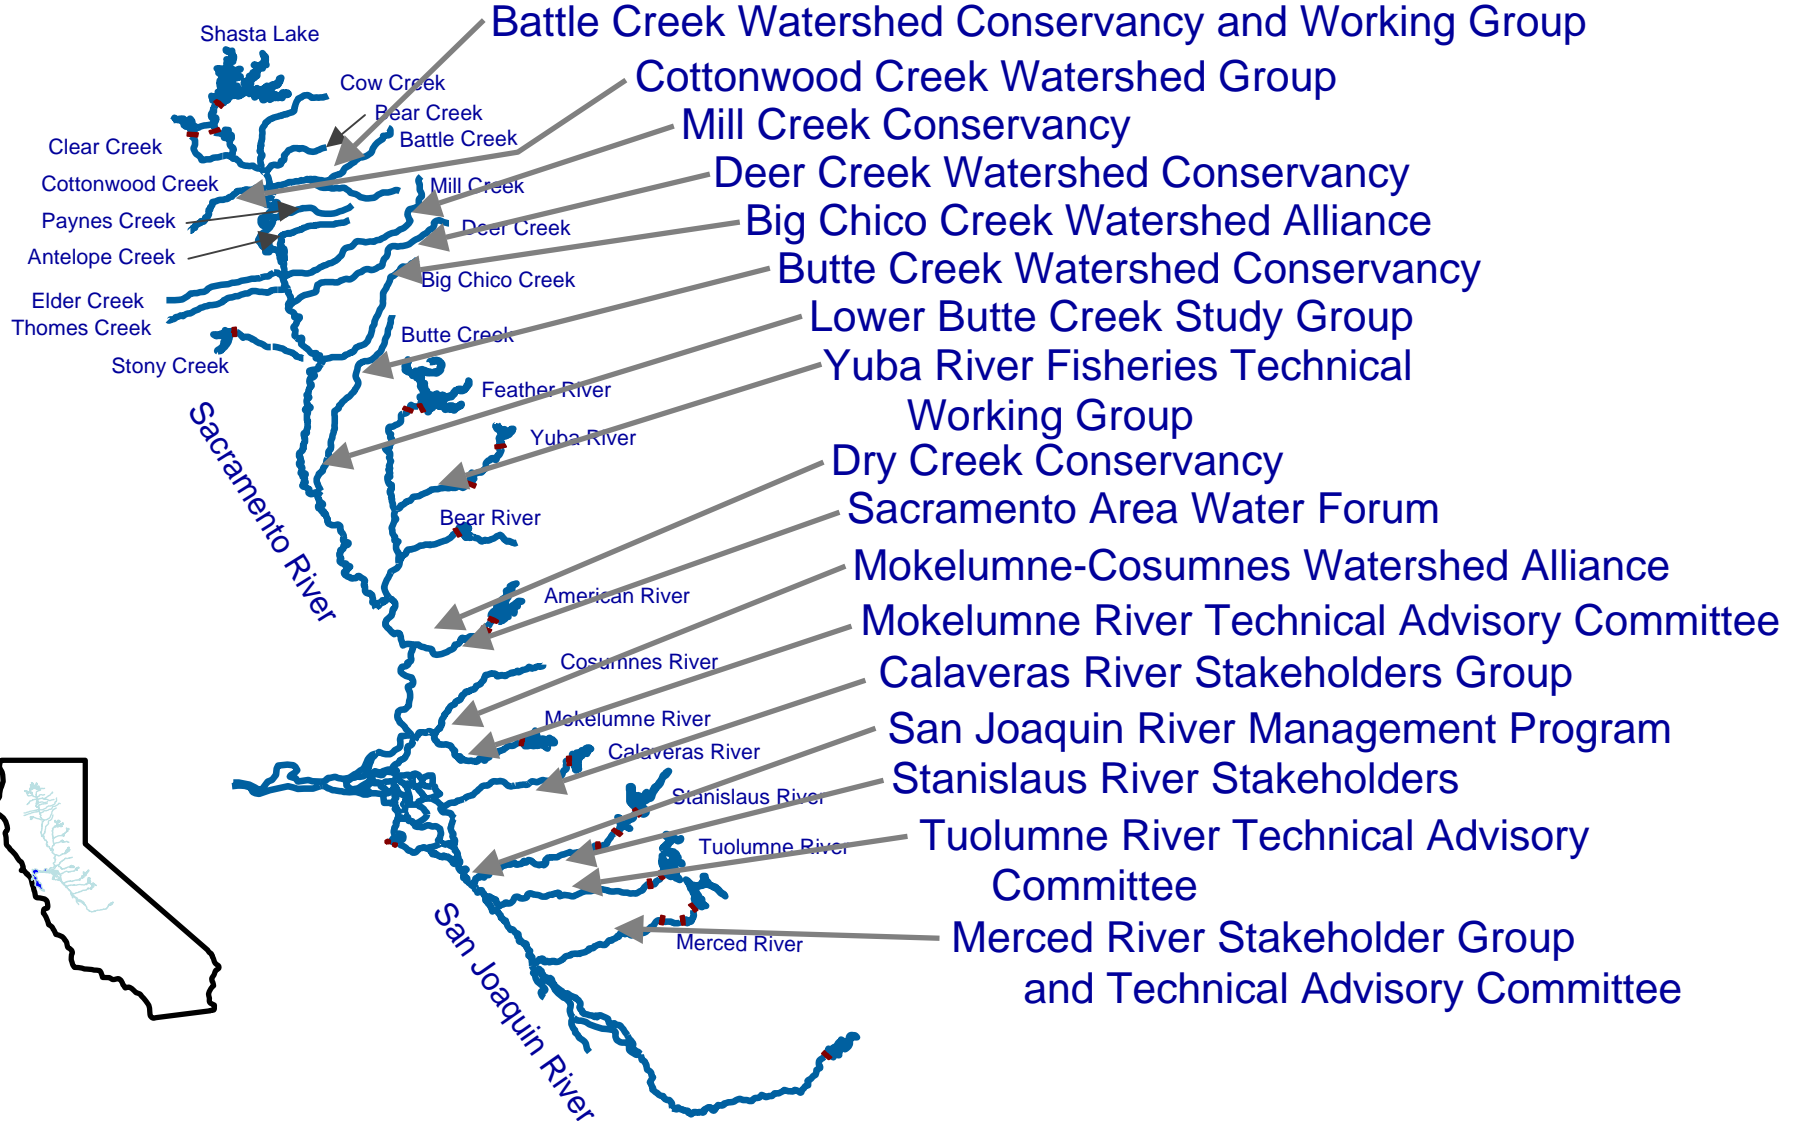 Battle Creek Watershed Conservancy and Working Group
Shasta Lake
Cottonwood Creek Watershed Group
Cow Creek
Bear Creek
Mill Creek Conservancy
Battle Creek
Clear Creek
Deer Creek Watershed Conservancy
Cottonwood Creek
Mill Creek
Paynes Creek
Big Chico Creek Watershed Alliance
Deer Creek
Antelope Creek
Butte Creek Watershed Conservancy
Big Chico Creek
Elder Creek
Lower Butte Creek Study Group
Thomes Creek
Butte Creek
Stony Creek
Yuba River Fisheries Technical
Working Group
Feather River
Yuba River
Sacramento River
Dry Creek Conservancy
Sacramento Area Water Forum
Bear River
Mokelumne-Cosumnes Watershed Alliance
American River
Mokelumne River Technical Advisory Committee
Cosumnes River
Calaveras River Stakeholders Group
Mokelumne River
San Joaquin River Management Program
Calaveras River
Stanislaus River Stakeholders
Stanislaus River
Tuolumne River Technical Advisory
Committee
Tuolumne River
Merced River Stakeholder Group
and Technical Advisory Committee
Merced River
San Joaquin River